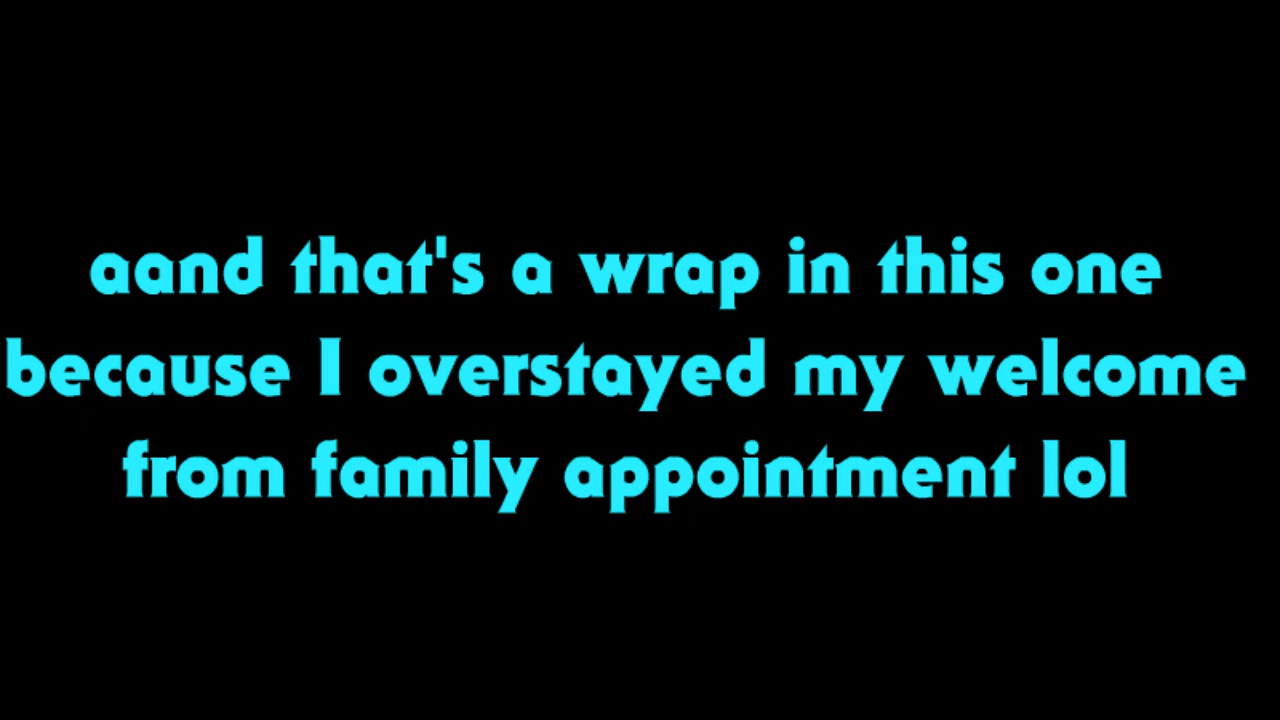 aand that's a wrap in this one
because I overstayed my welcome
from family appointment lol